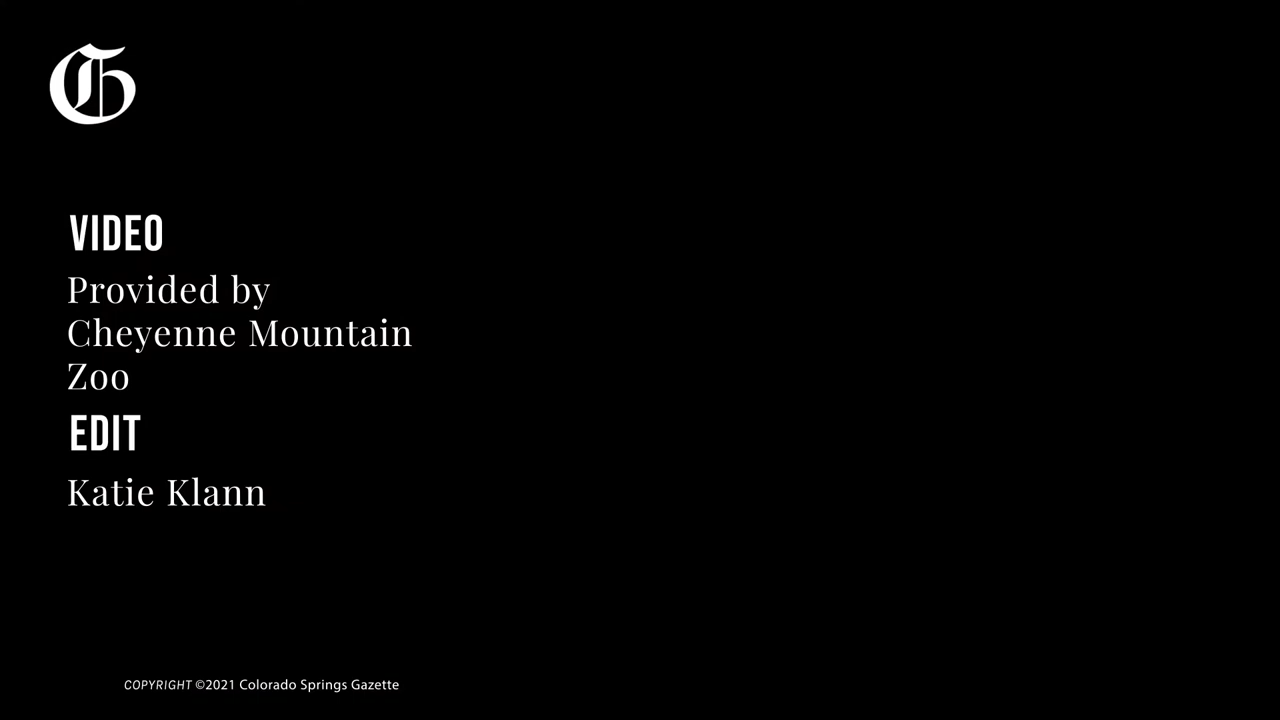 G
VIDEO
Provided by
Cheyenne Mountain
Zoo
EDIT
Katie Klann
COPYRIGHT ©2021 Colorado Springs Gazette